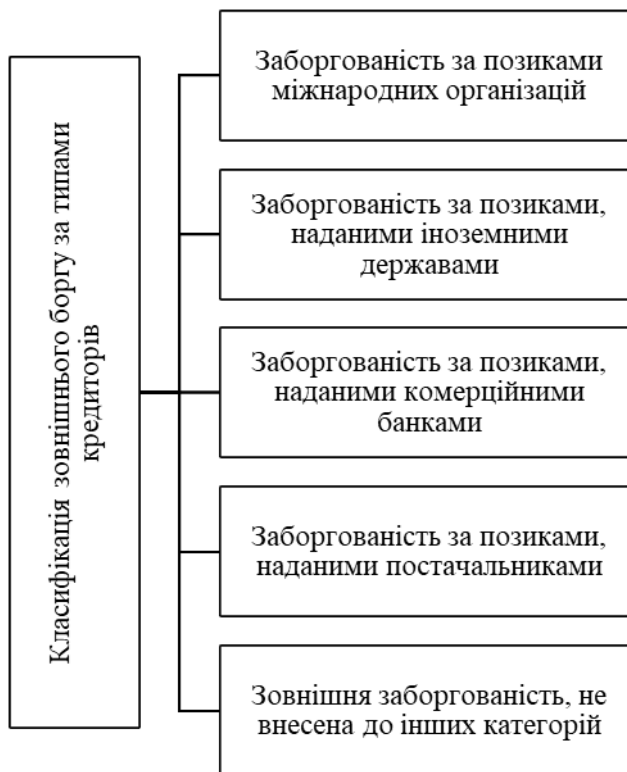 Класифікація зовнішнього боргу за типами
кредиторів
Заборгованість за позиками
міжнародних організацій
Заборгованість за позиками,
наданими іноземними
державами
Заборгованість за позиками,
наданими комерційними
банками
Заборгованість за позиками,
наданими постачальниками
Зовнішня заборгованість, не
внесена до інших категорій